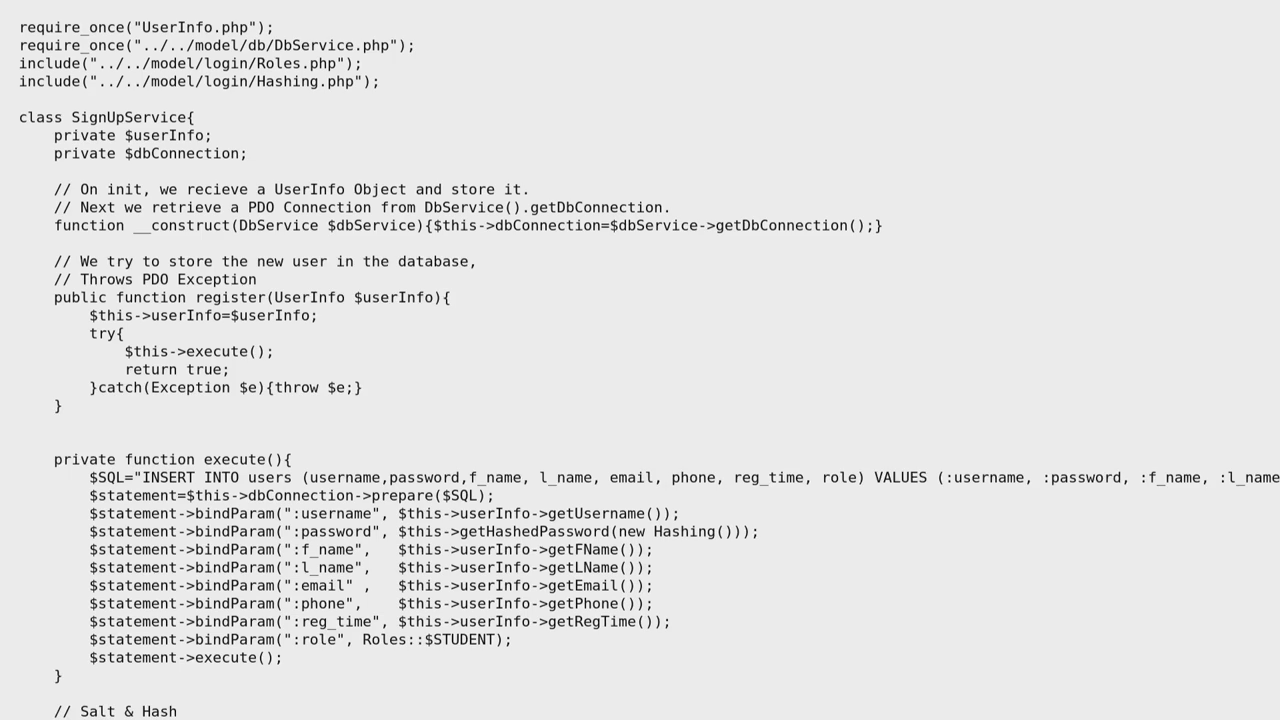 require_once("UserInfo.php");
require_once("../../model/db/DbService.php");
include("../../model/login/Roles.php");
include("../../model/login/Hashing.php");

class SignUpService{
    private $userInfo;
    private $dbConnection;

    // On init, we recieve a UserInfo Object and store it.
    // Next we retrieve a PDO Connection from DbService().getDbConnection.
    function __construct(DbService $dbService){$this->dbConnection=$dbService->getDbConnection();}

    // We try to store the new user in the database,
    // Throws PDO Exception
    public function register(UserInfo $userInfo){
        $this->userInfo=$userInfo;
        try{
            $this->execute();
            return true;
        }catch(Exception $e){throw $e;}
    }


    private function execute(){
        $SQL="INSERT INTO users (username,password,f_name, l_name, email, phone, reg_time, role) VALUES (:username, :password, :f_name, :l_name
        $statement=$this->dbConnection->prepare($SQL);
        $statement->bindParam(":username", $this->userInfo->getUsername());
        $statement->bindParam(":password", $this->getHashedPassword(new Hashing()));
        $statement->bindParam(":f_name",   $this->userInfo->getFName());
        $statement->bindParam(":l_name",   $this->userInfo->getLName());
        $statement->bindParam(":email" ,   $this->userInfo->getEmail());
        $statement->bindParam(":phone",    $this->userInfo->getPhone());
        $statement->bindParam(":reg_time", $this->userInfo->getRegTime());
        $statement->bindParam(":role", Roles::$STUDENT);
        $statement->execute();
    }

    // Salt & Hash